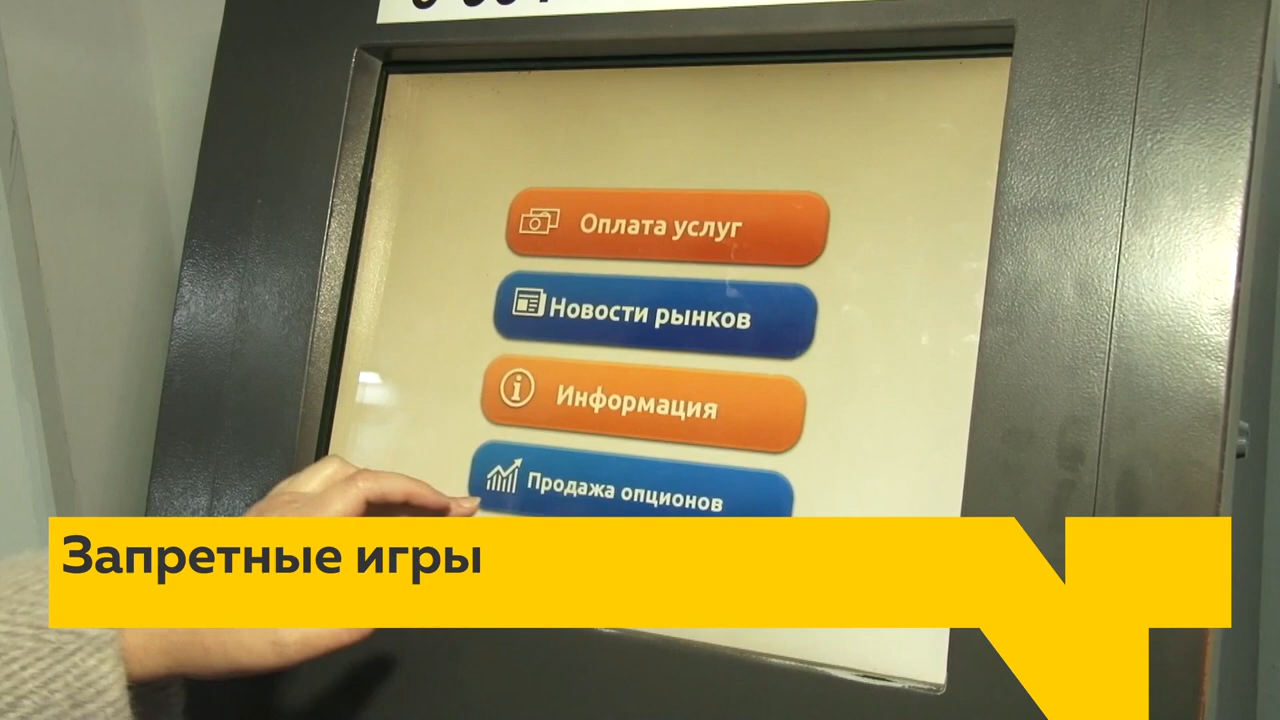 Оплата услуг
Новости рынков
Информация
Продажа опционов
Запретные игры